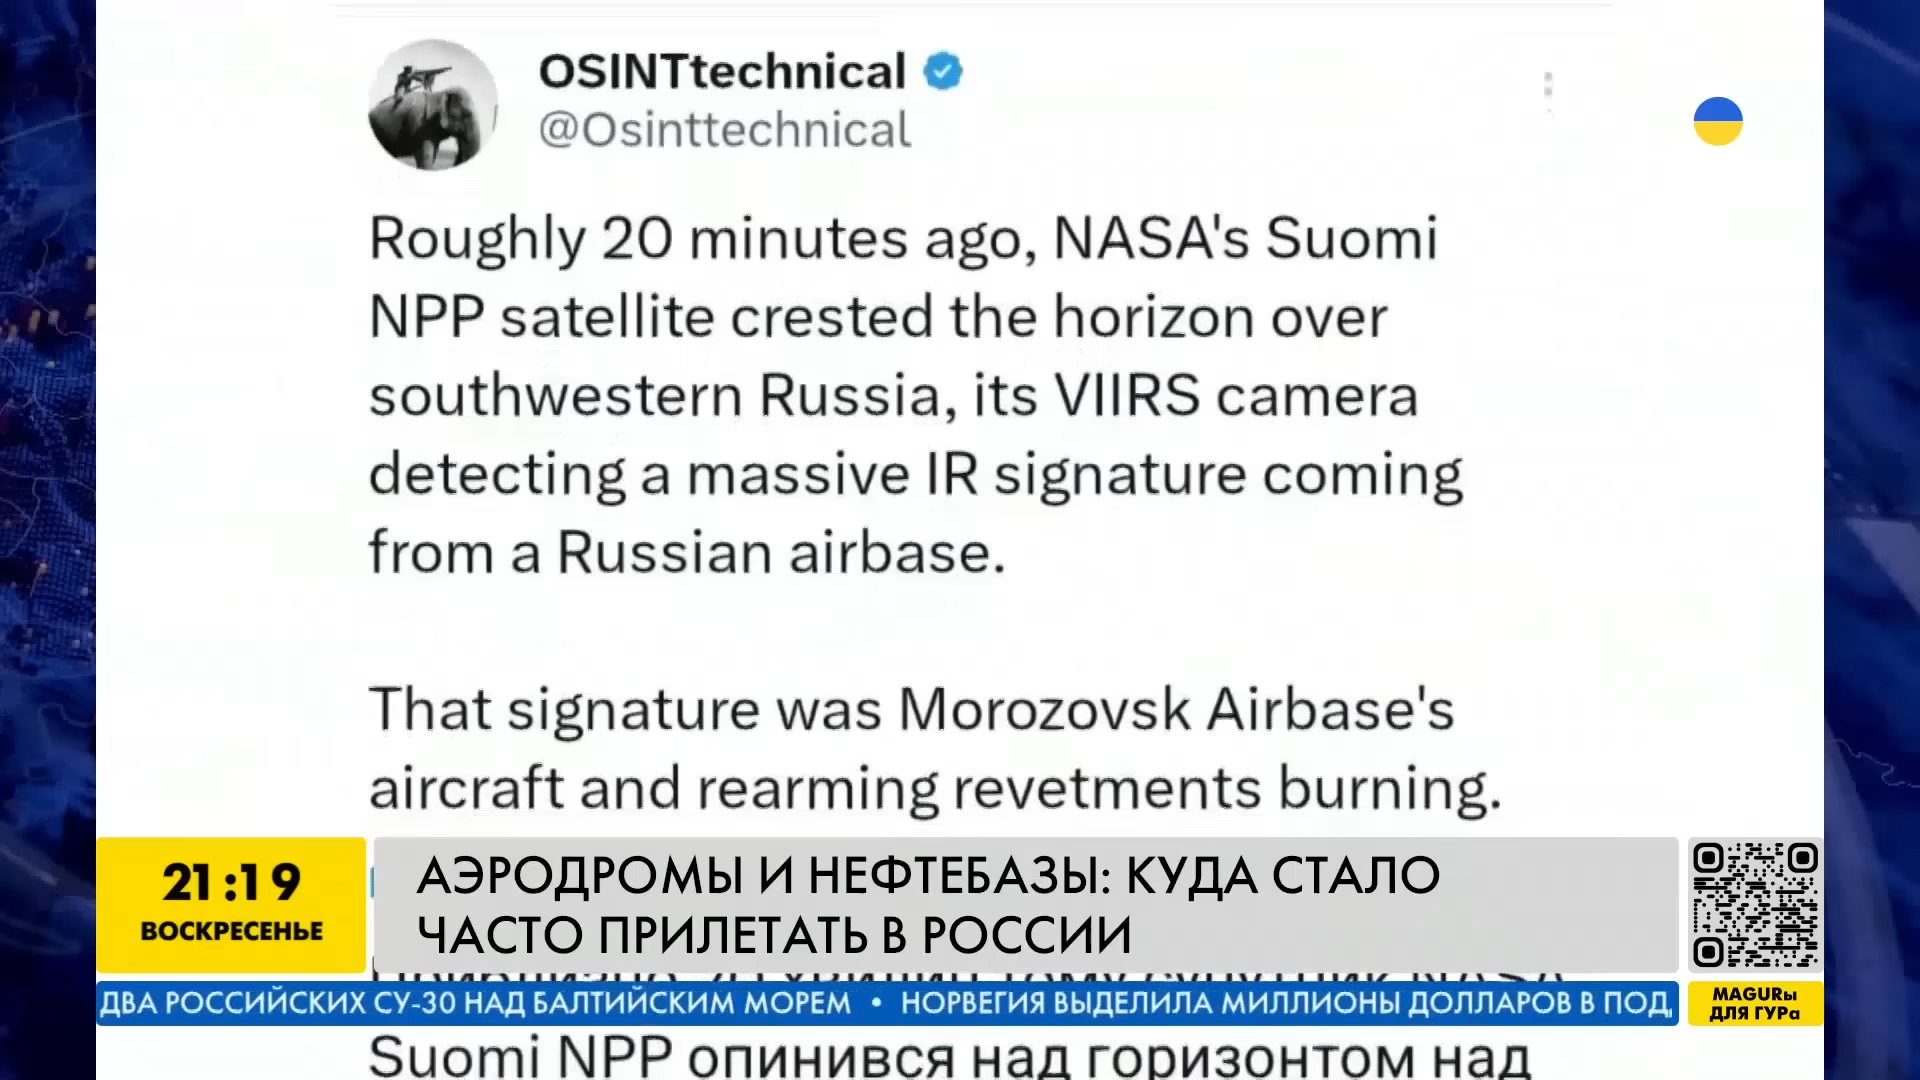 OSINTtechnical
@Osinttechnical
Roughly 20 minutes ago, NASA's Suomi
NPP satellite crested the horizon over
southwestern Russia, its VIIRS camera
detecting a massive IR signature coming
from a Russian airbase.
That signature was Morozovsk Airbase's
aircraft and rearming revetments burning.
21:19
ВОСКРЕСЕНЬЕ
АЭРОДРОМЫ И НЕФТЕБАЗЫ: КУДА СТАЛО
ЧАСТО ПРИЛЕТАТЬ В РОССИИ
ДВА РОССИЙСКИХ СУ-30 НАД БАЛТИЙСКИМ МОРЕМ • НОРВЕГИЯ ВЫДЕЛИЛА МИЛЛИОНЫ ДОЛЛАРОВ В ПОД
MAGURы
ДЛЯ ГУРа
Suomi NPP опинився над горизонтом над